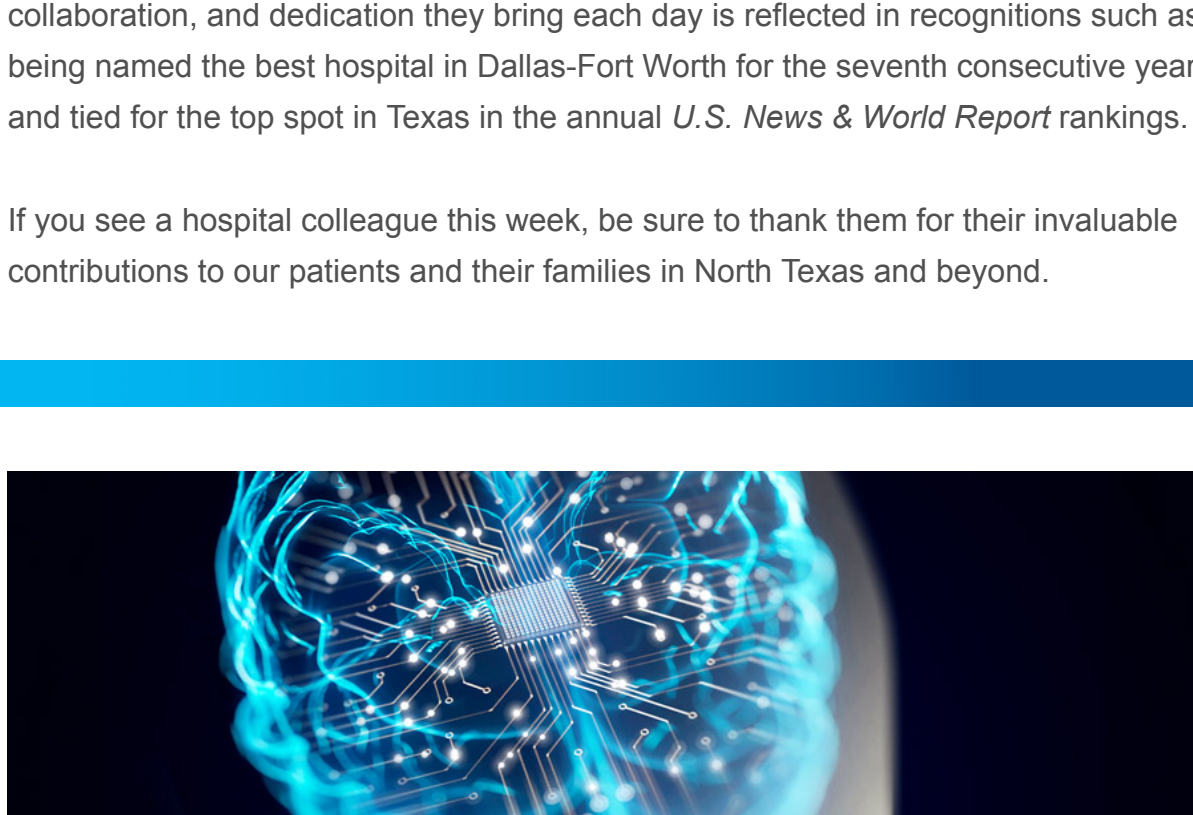 collaboration, and dedication they bring each day is reflected in recognitions such as
being named the best hospital in Dallas-Fort Worth for the seventh consecutive year
and tied for the top spot in Texas in the annual U.S. News & World Report rankings.
If you see a hospital colleague this week, be sure to thank them for their invaluable
contributions to our patients and their families in North Texas and beyond.